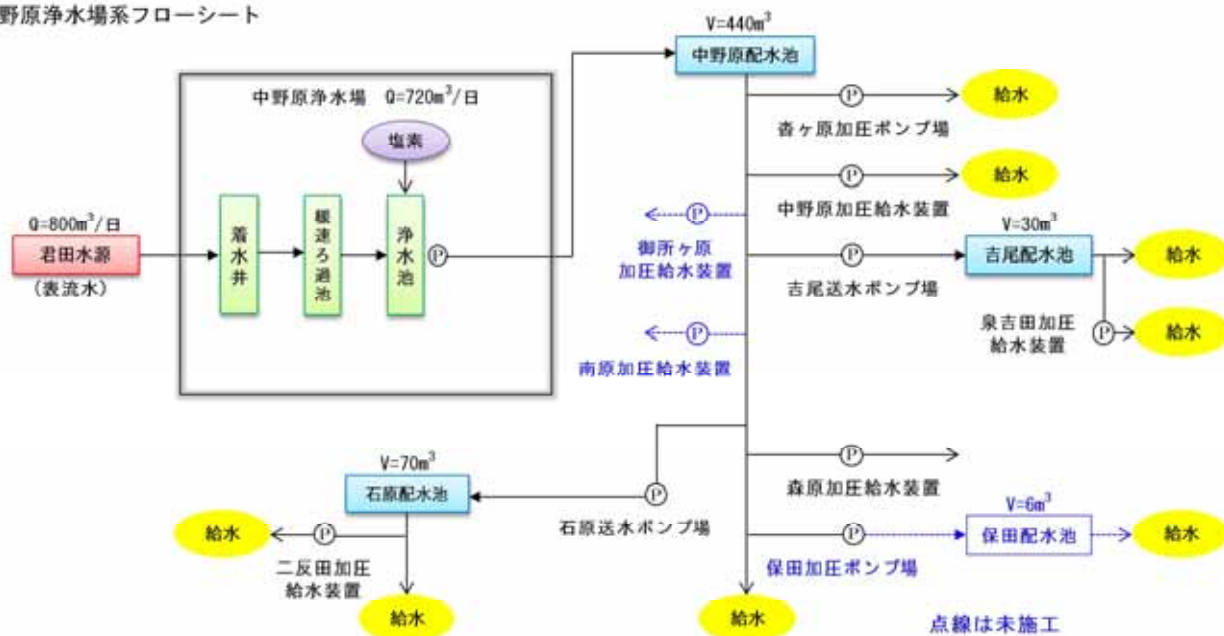 野原浄水場系フローシート
V=440m³
中野原配水池
中野原浄水場 Q=720m³/日
塩素
P
給水
杳ヶ原加圧ポンプ場
P
給水
中野原加圧給水装置
Q=800m³/日
君田水源
(表流水)
着水井
緩速ろ過池
浄水池
P
P
御所ヶ原
加圧給水装置
P
吉尾送水ポンプ場
V=30m³
吉尾配水池
給水
泉吉田加圧
給水装置
P
給水
P
南原加圧給水装置
V=70m³
石原配水池
P
石原送水ポンプ場
P
森原加圧給水装置
給水
P
二反田加圧
給水装置
給水
P
保田加圧ポンプ場
V=6m³
保田配水池
給水
給水
点線は未施工